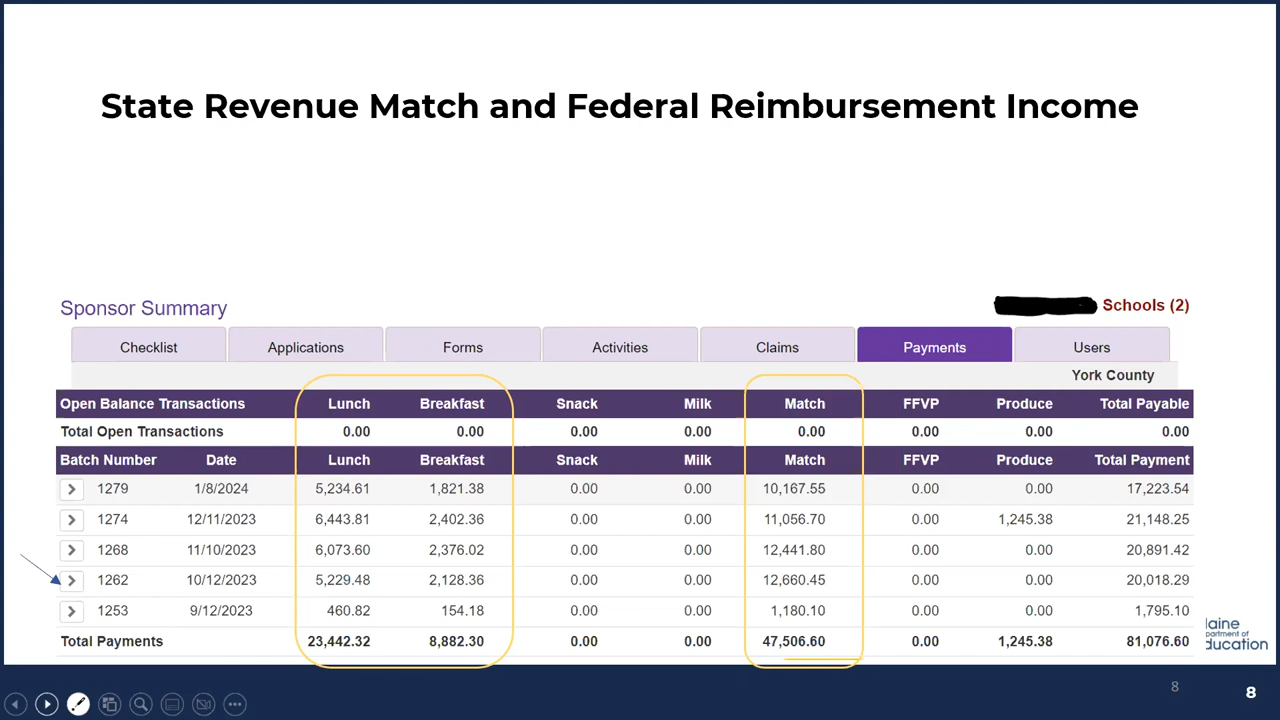 State Revenue Match and Federal Reimbursement Income
Sponsor Summary
Schools (2)
Checklist Applications Forms Activities Claims Payments Users
York County
Open Balance Transactions Lunch Breakfast Snack Milk Match FFVP Produce Total Payable
Total Open Transactions 0.00 0.00 0.00 0.00 0.00 0.00 0.00 0.00
Batch Number Date Lunch Breakfast Snack Milk Match FFVP Produce Total Payment
1279 1/8/2024 5,234.61 1,821.38 0.00 0.00 10,167.55 0.00 0.00 17,223.54
1274 12/11/2023 6,443.81 2,402.36 0.00 0.00 11,056.70 0.00 1,245.38 21,148.25
1268 11/10/2023 6,073.60 2,376.02 0.00 0.00 12,441.80 0.00 0.00 20,891.42
1262 10/12/2023 5,229.48 2,128.36 0.00 0.00 12,660.45 0.00 0.00 20,018.29
1253 9/12/2023 460.82 154.18 0.00 0.00 1,180.10 0.00 0.00 1,795.10
Total Payments 23,442.32 8,882.30 0.00 0.00 47,506.60 0.00 1,245.38 81,076.60
laine
partment of
ducation
8
8